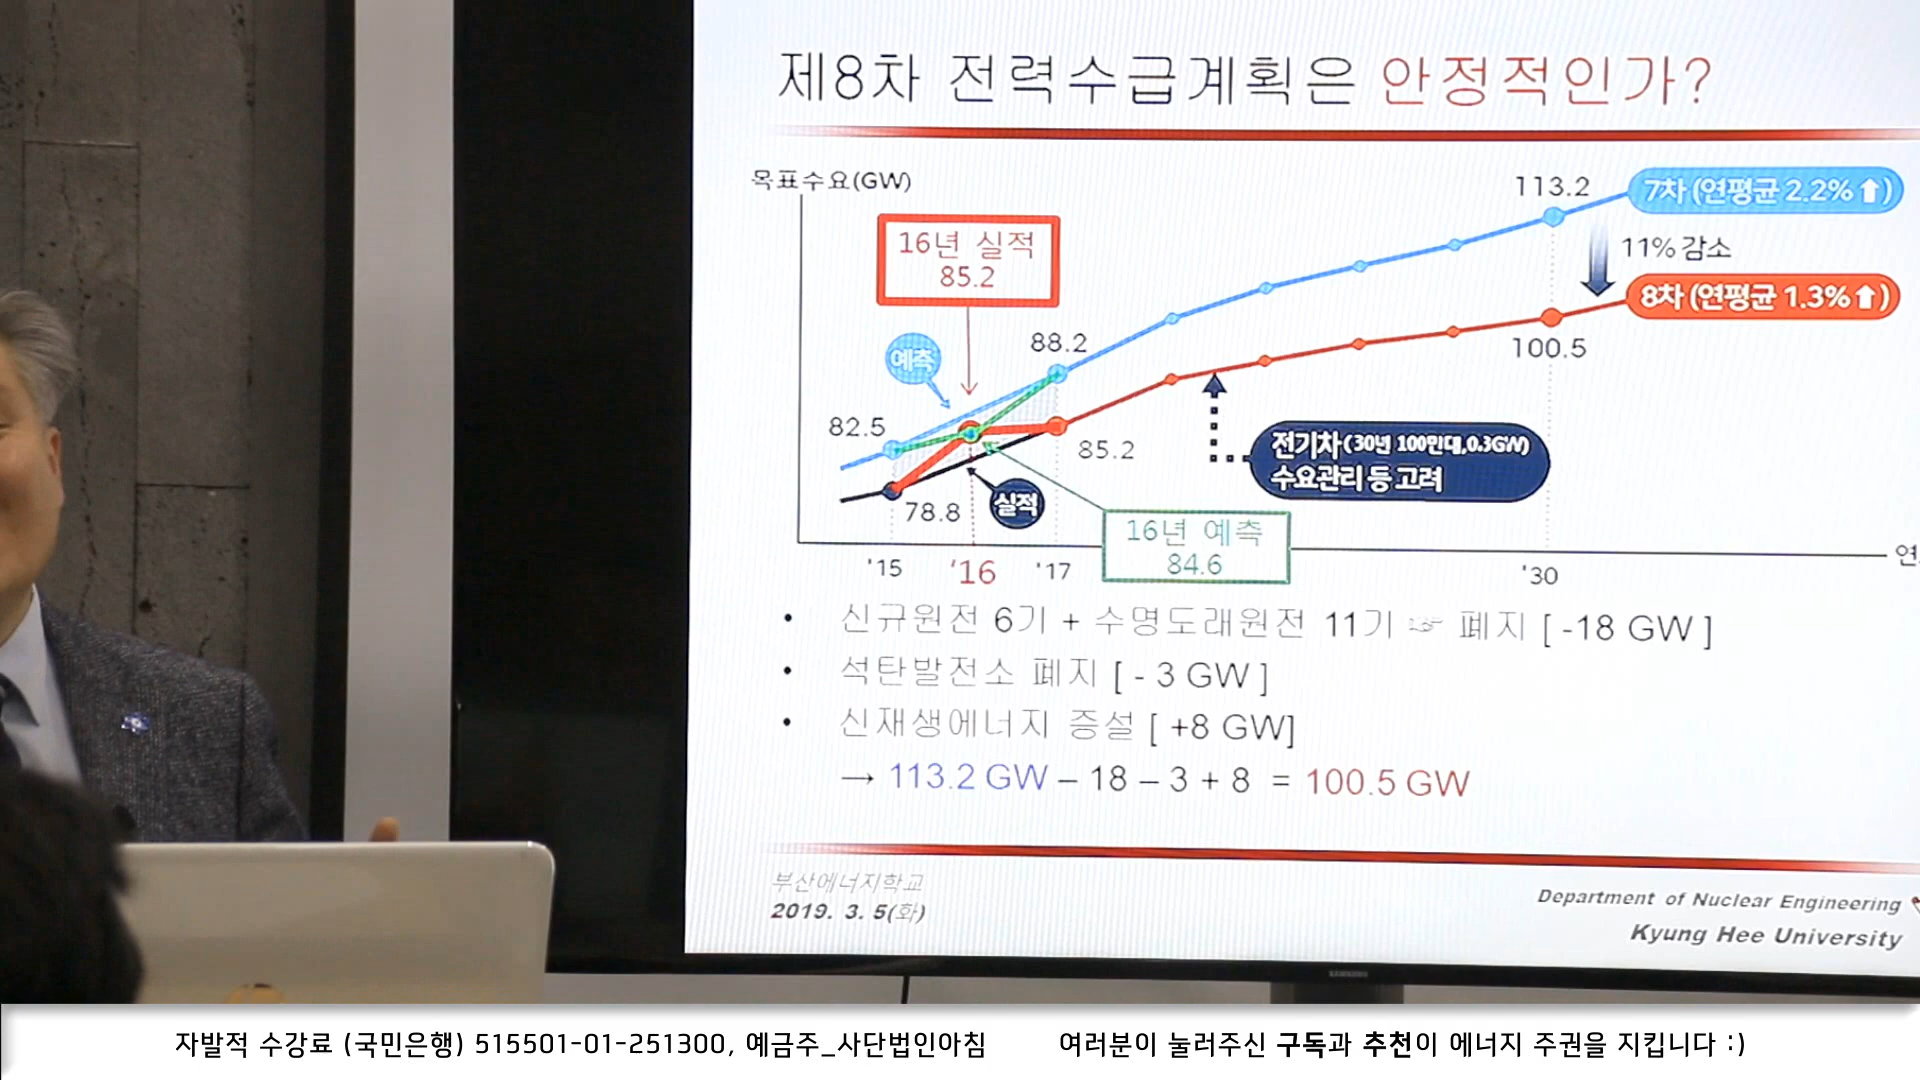 제8차 전력수급계획은 안정적인가?
목표수요(GW)
113.2
7차 (연평균 2.2% ⬆)
16년 실적
85.2
11% 감소
8차 (연평균 1.3% ⬆)
예측
88.2
100.5
82.5
85.2
전기차(30년 100만대,0.3GW)
수요관리 등 고려
78.8
실적
16년 예측
84.6
'15
'16
'17
'30
• 신규원전 6기 + 수명도래원전 11기 ☞ 폐지 [ -18 GW ]
• 석탄발전소 폐지 [ - 3 GW ]
• 신재생에너지 증설 [ +8 GW]
→ 113.2 GW – 18 – 3 + 8 = 100.5 GW
부산에너지학교
2019. 3. 5(화)
Department of Nuclear Engineering
Kyung Hee University
SAMSUNG
자발적 수강료 (국민은행) 515501-01-251300, 예금주_사단법인아침
여러분이 눌러주신 구독과 추천이 에너지 주권을 지킵니다 :)